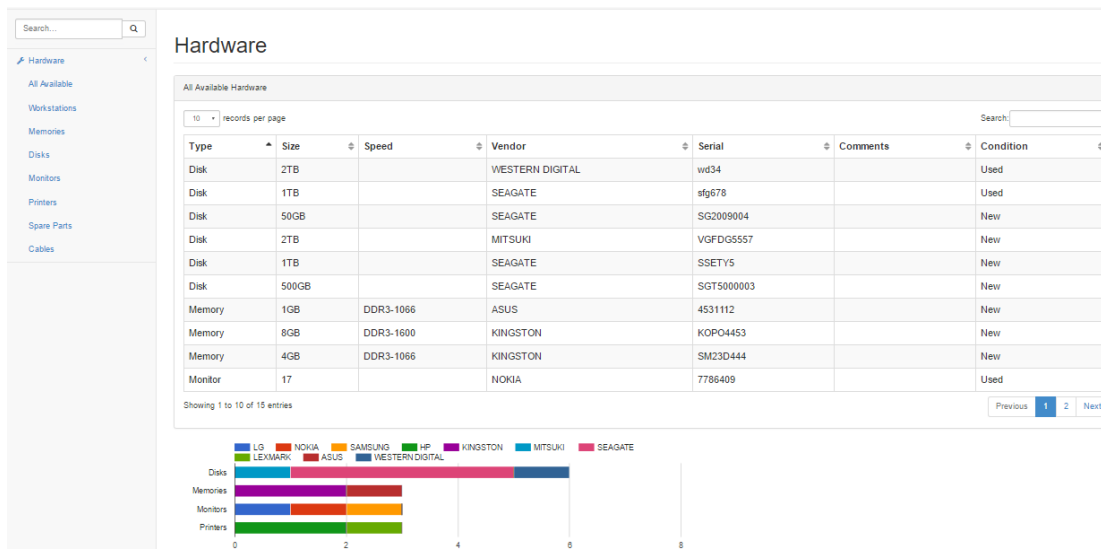 Search...
Hardware
All Available
Workstations
Memories
Disks
Monitors
Printers
Spare Parts
Cables
Hardware
All Available Hardware
10 records per page Search:
Type Size Speed Vendor Serial Comments Condition
Disk 2TB WESTERN DIGITAL wd34 Used
Disk 1TB SEAGATE sfg678 Used
Disk 50GB SEAGATE SG2009004 New
Disk 2TB MITSUKI VGFDG5557 New
Disk 1TB SEAGATE SSETY5 New
Disk 500GB SEAGATE SGT5000003 New
Memory 1GB DDR3-1066 ASUS 4531112 New
Memory 8GB DDR3-1600 KINGSTON KOPO4453 New
Memory 4GB DDR3-1066 KINGSTON SM23D444 New
Monitor 17 NOKIA 7786409 Used
Showing 1 to 10 of 15 entries Previous 1 2 Next
LG NOKIA SAMSUNG HP KINGSTON MITSUKI SEAGATE
LEXMARK ASUS WESTERN DIGITAL
Disks
Memories
Monitors
Printers
0 2 4 6 8